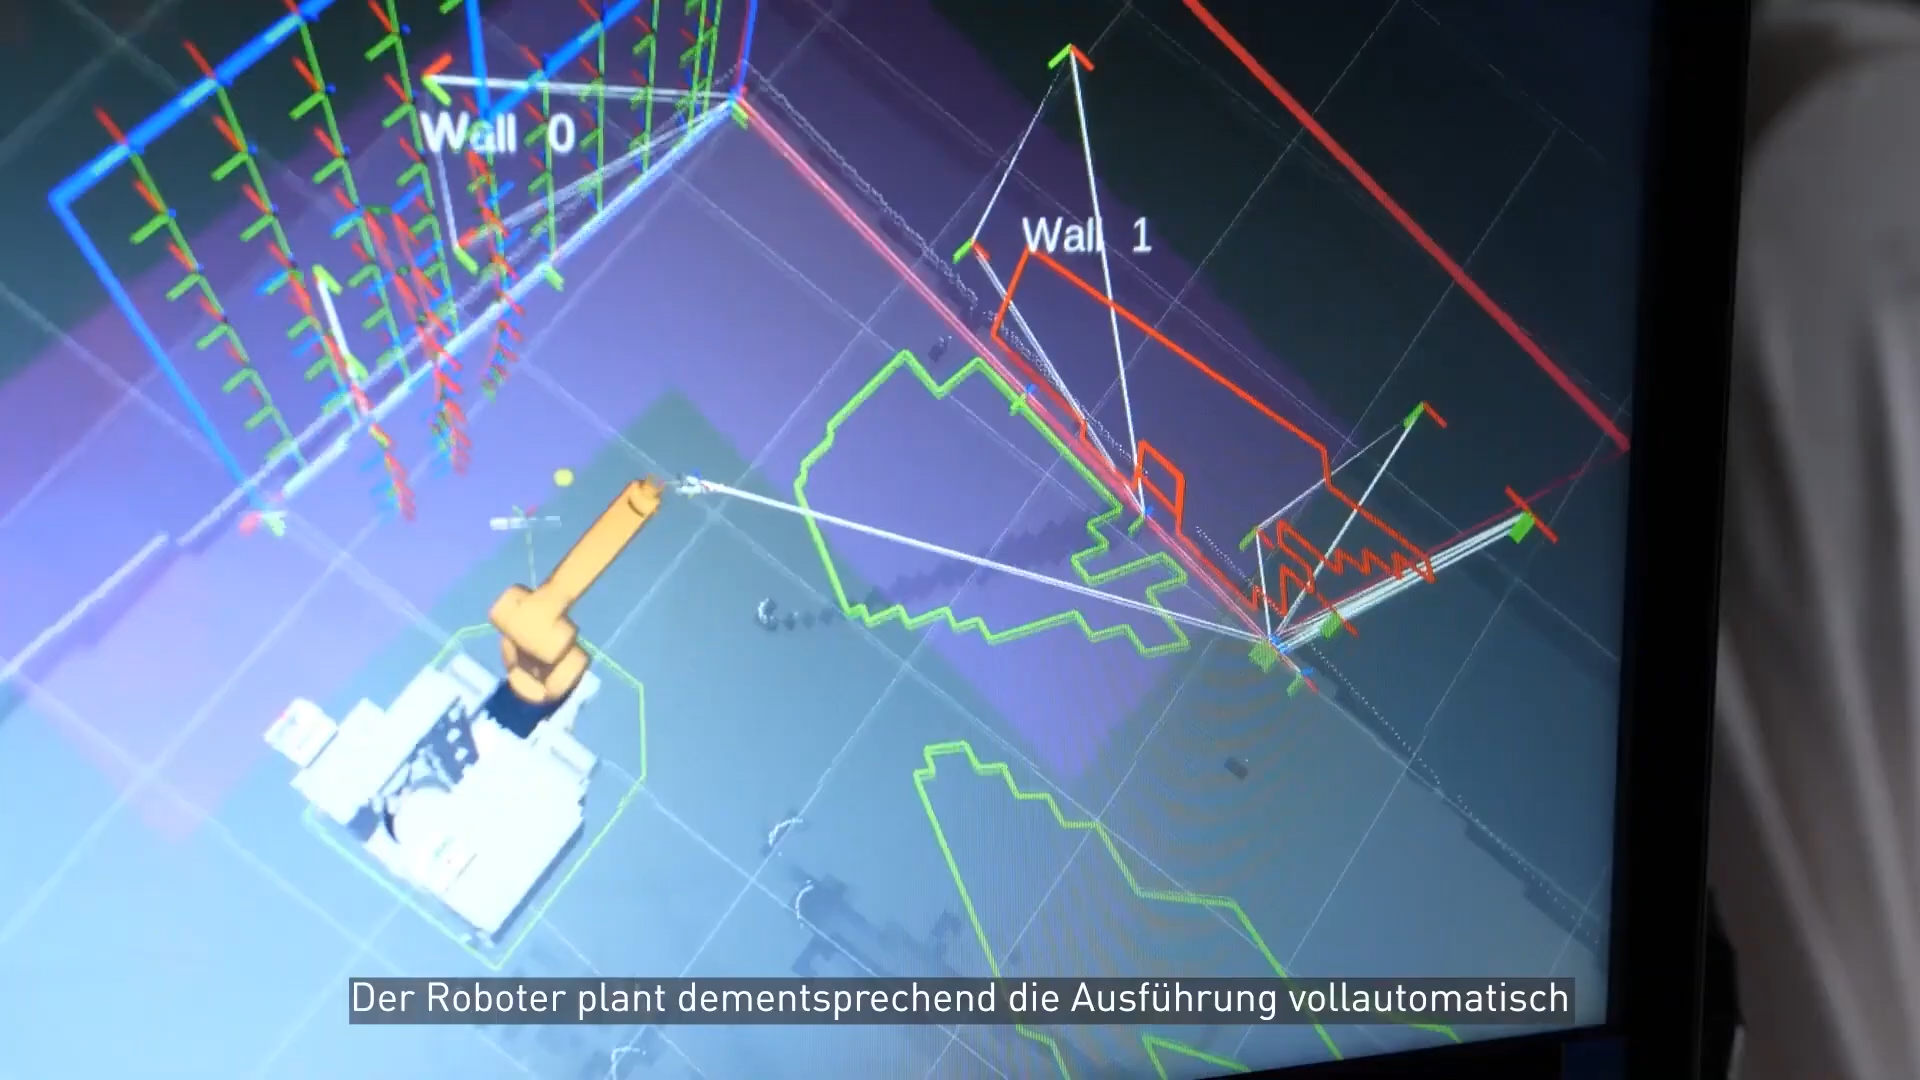 Wall 0
Wall 1
Der Roboter plant dementsprechend die Ausführung vollautomatisch